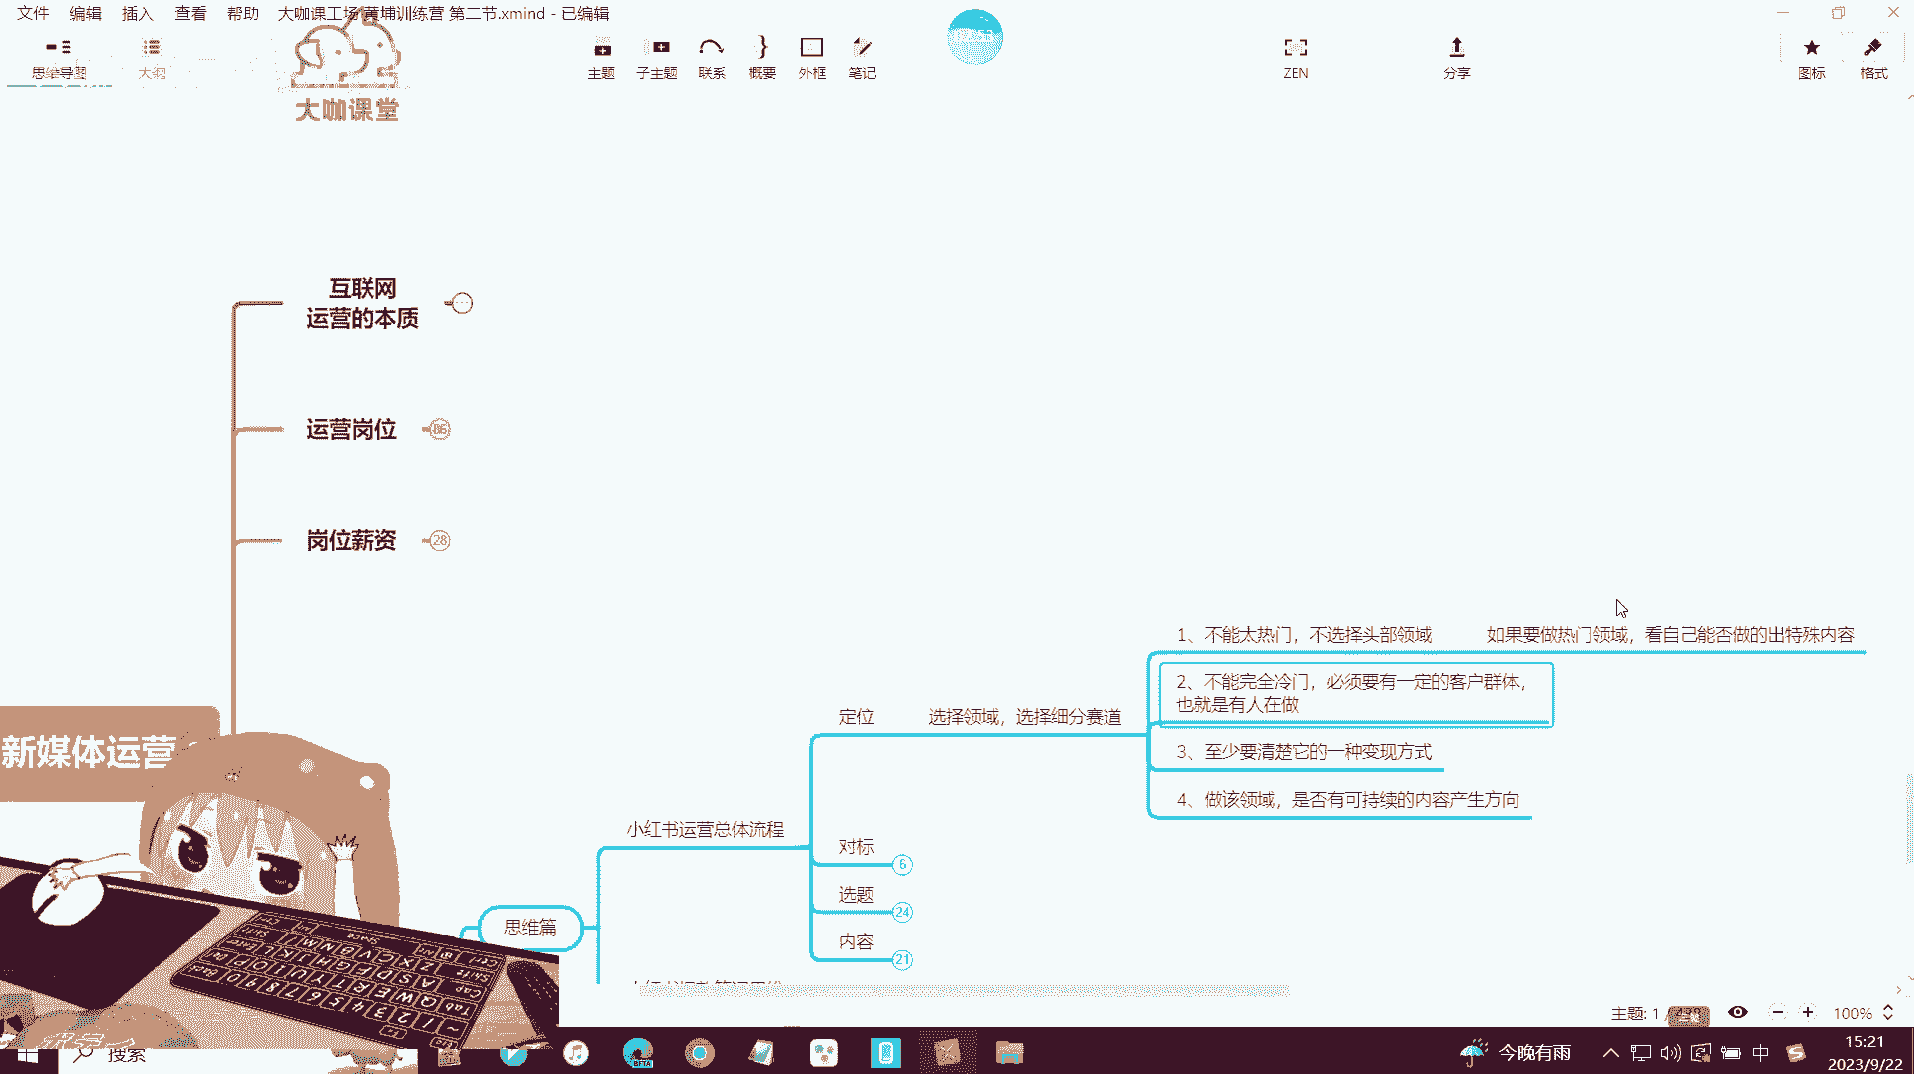 文件 编辑 插入 查看 帮助 大咖课工场 黄埔训练营 第二节.xmind - 已编辑
思维导图 大纲 主题 子主题 联系 概要 外框 笔记 ZEN 分享 图标 格式
大咖课堂
互联网
运营的本质
运营岗位 86
岗位薪资 28
1、不能太热门，不选择头部领域 如果要做热门领域，看自己能否做的出特殊内容
2、不能完全冷门，必须要有一定的客户群体，
也就是有人在做
定位 选择领域，选择细分赛道
3、至少要清楚它的一种变现方式
新媒体运营
4、做该领域，是否有可持续的内容产生方向
小红书运营总体流程
对标 6
选题 24
思维篇
内容 21
主题: 1 /
100%
搜索
BETA
今晚有雨
中
15:21
2023/9/22